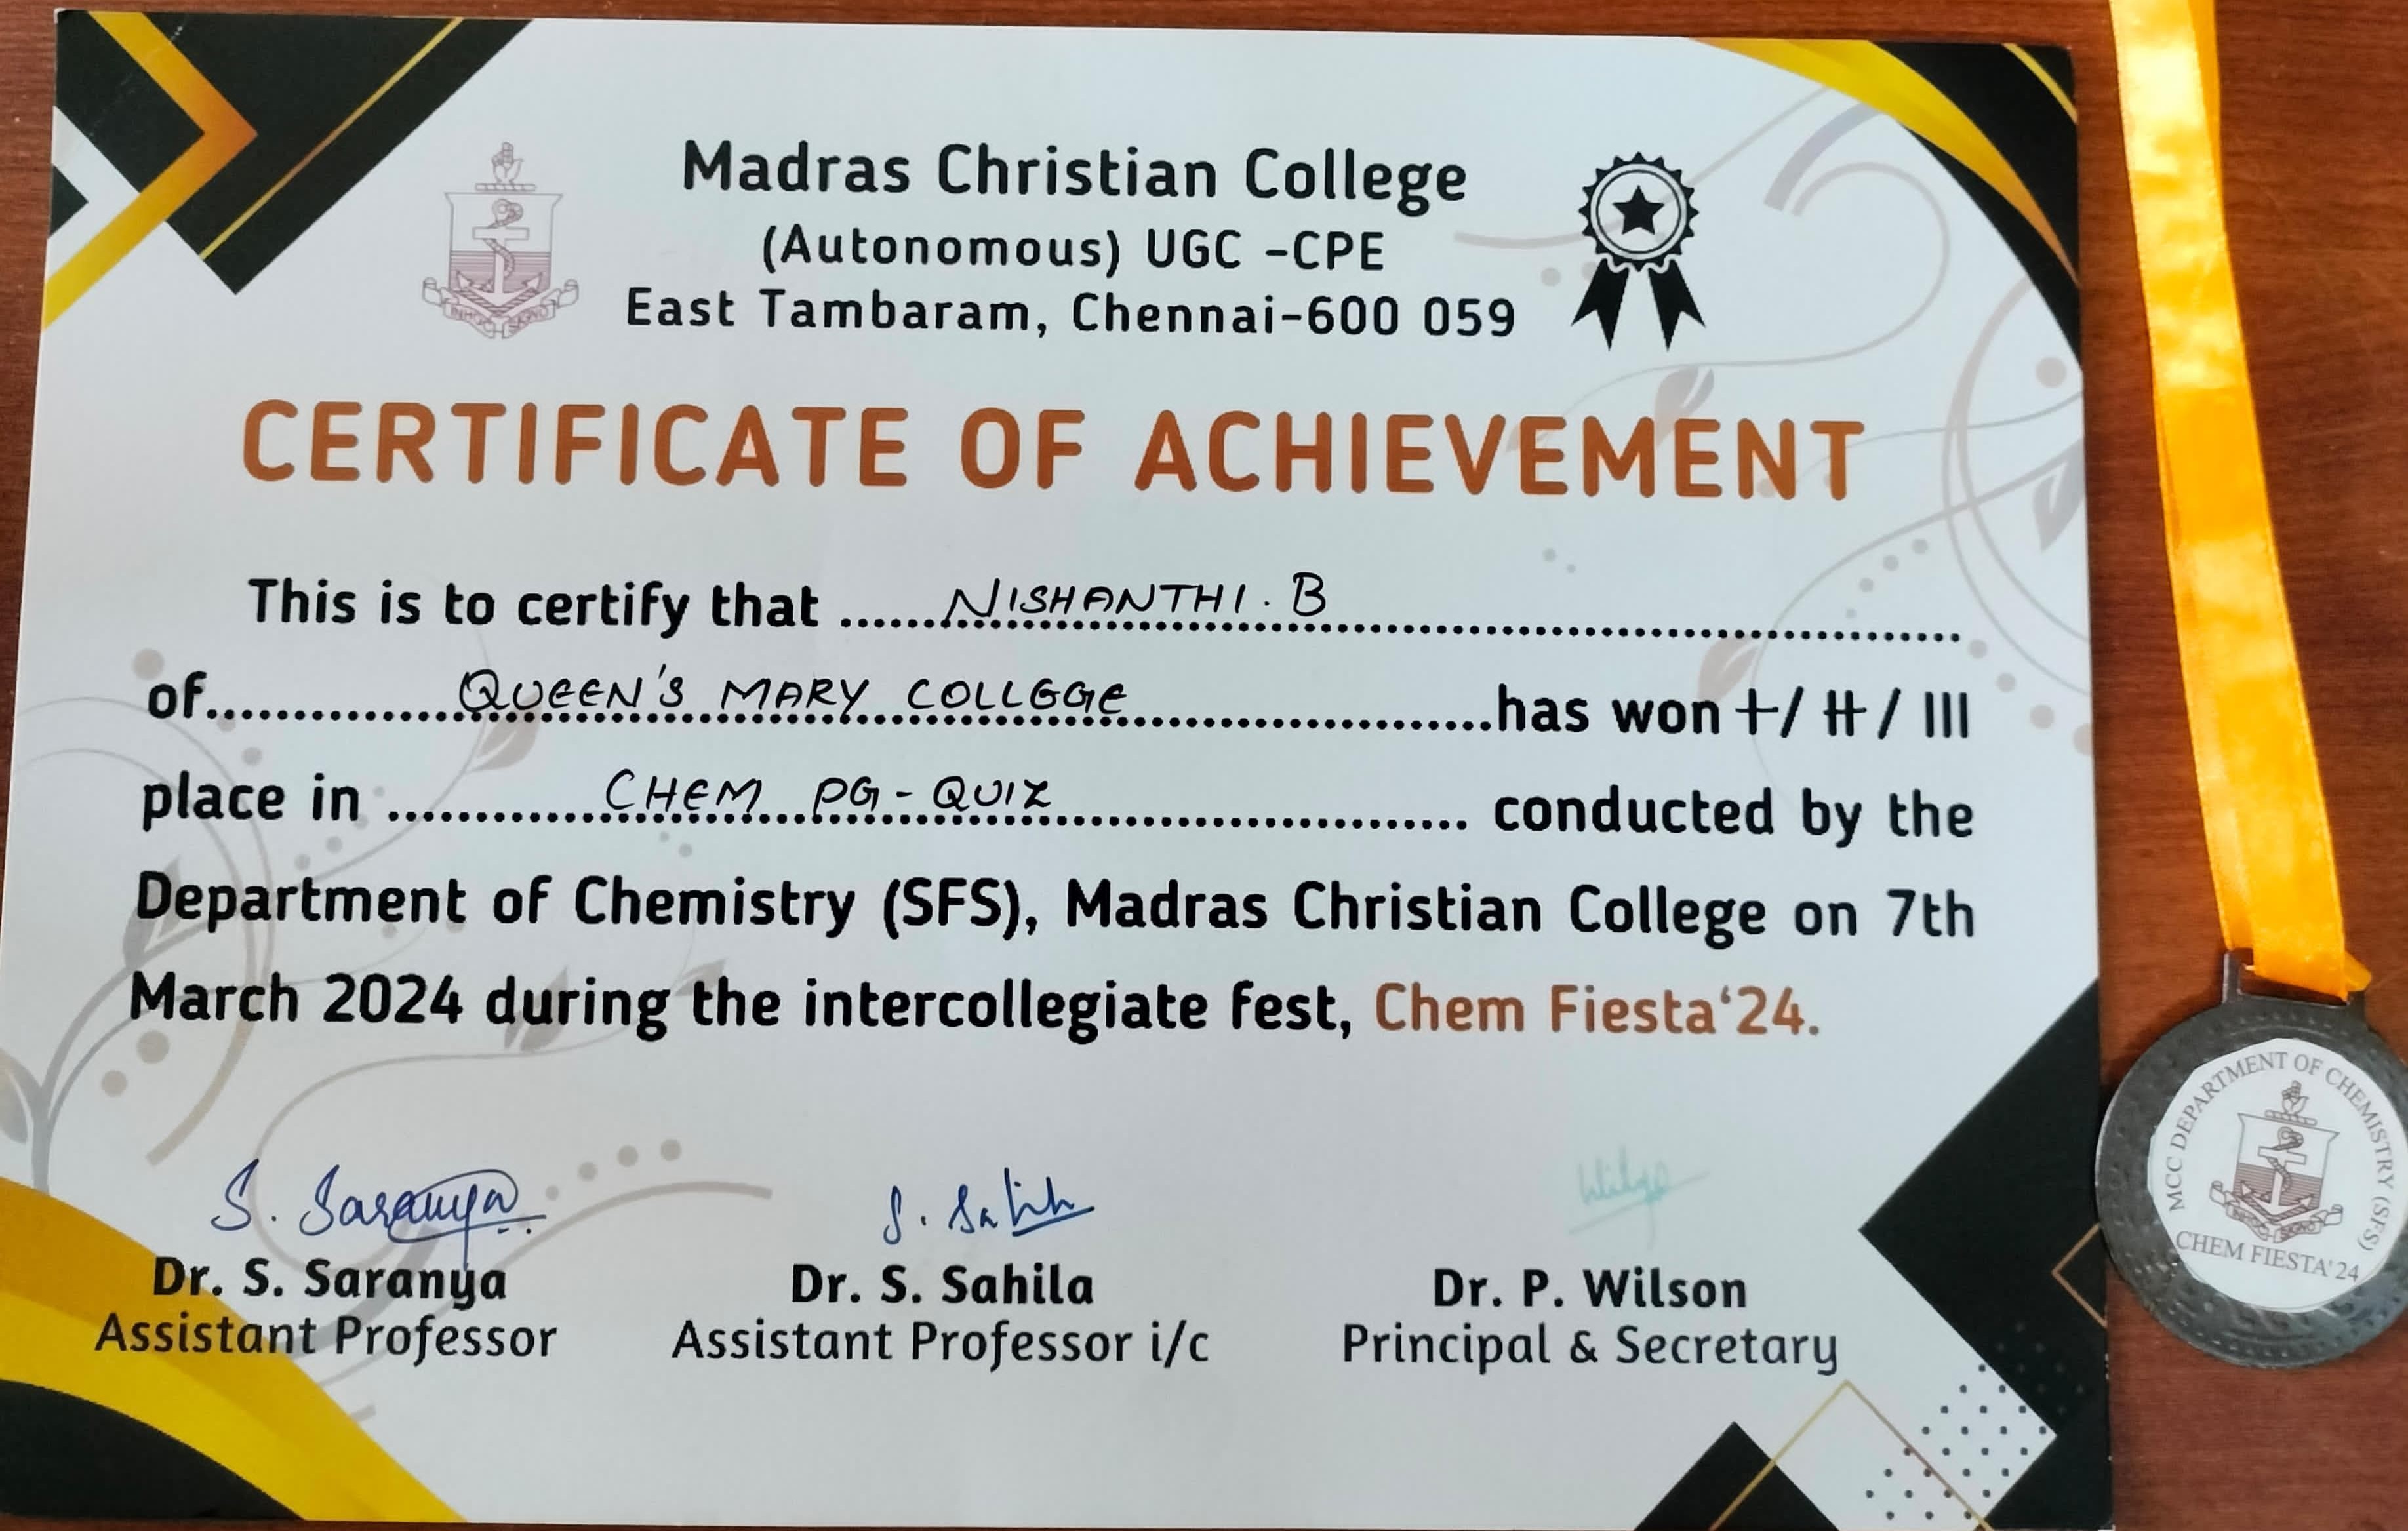 Madras Christian College
(Autonomous) UGC -CPE
East Tambaram, Chennai-600 059
CERTIFICATE OF ACHIEVEMENT
This is to certify that ...... NISHANTHI. B
of.................. QUEEN'S MARY COLLEGE ..................has won I/ II / III
place in ............ CHEM PG - QUIZ .................. conducted by the
Department of Chemistry (SFS), Madras Christian College on 7th
March 2024 during the intercollegiate fest, Chem Fiesta‘24.
S. Saranya
Dr. S. Saranya
Assistant Professor
S. Sahila
Dr. S. Sahila
Assistant Professor i/c
Dr. P. Wilson
Principal & Secretary
MCC DEPARTMENT OF CHEMISTRY (SFS)
CHEM FIESTA'24